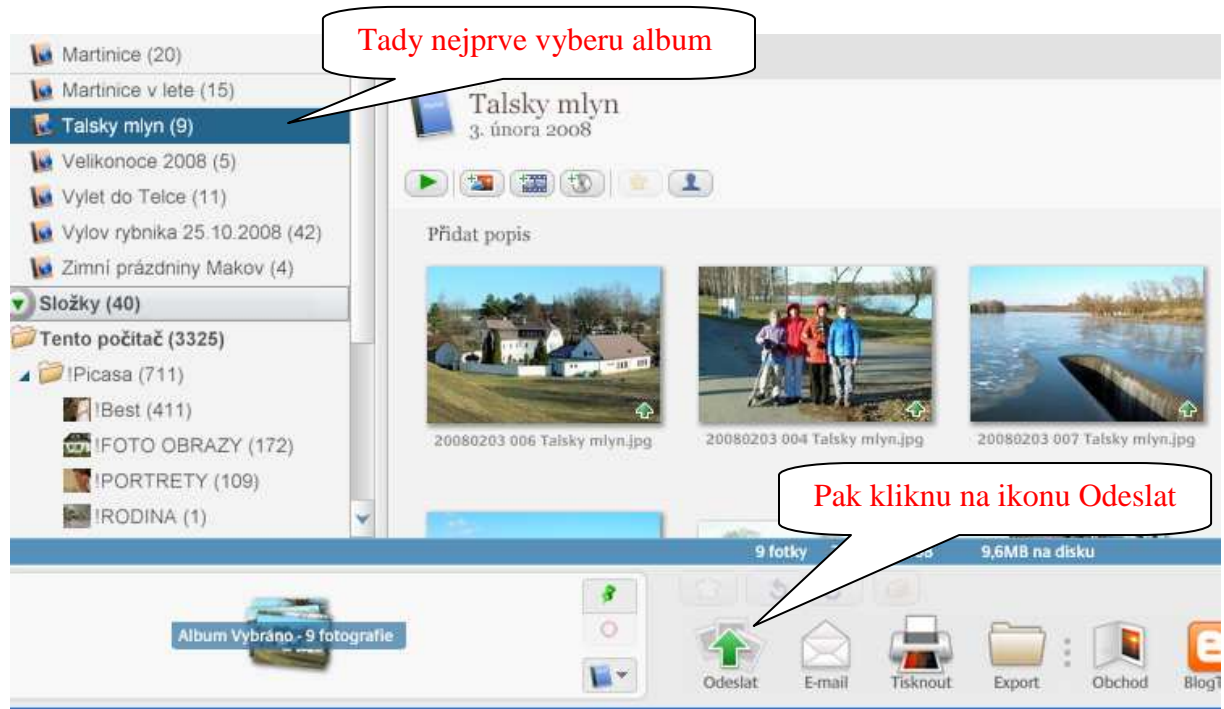 Tady nejprve vyberu album
Martinice (20)
Martinice v lete (15)
Talsky mlyn (9)
Velikonoce 2008 (5)
Vylet do Telce (11)
Vylov rybnika 25.10.2008 (42)
Zimní prázdniny Makov (4)
Složky (40)
Tento počítač (3325)
!Picasa (711)
!Best (411)
!FOTO OBRAZY (172)
!PORTRETY (109)
!RODINA (1)
Talsky mlyn
3. února 2008
Přidat popis
20080203 006 Talsky mlyn.jpg
20080203 004 Talsky mlyn.jpg
20080203 007 Talsky mlyn.jpg
Pak kliknu na ikonu Odeslat
9 fotky
9,6MB na disku
Album Vybráno - 9 fotografie
Odeslat
E-mail
Tisknout
Export
Obchod